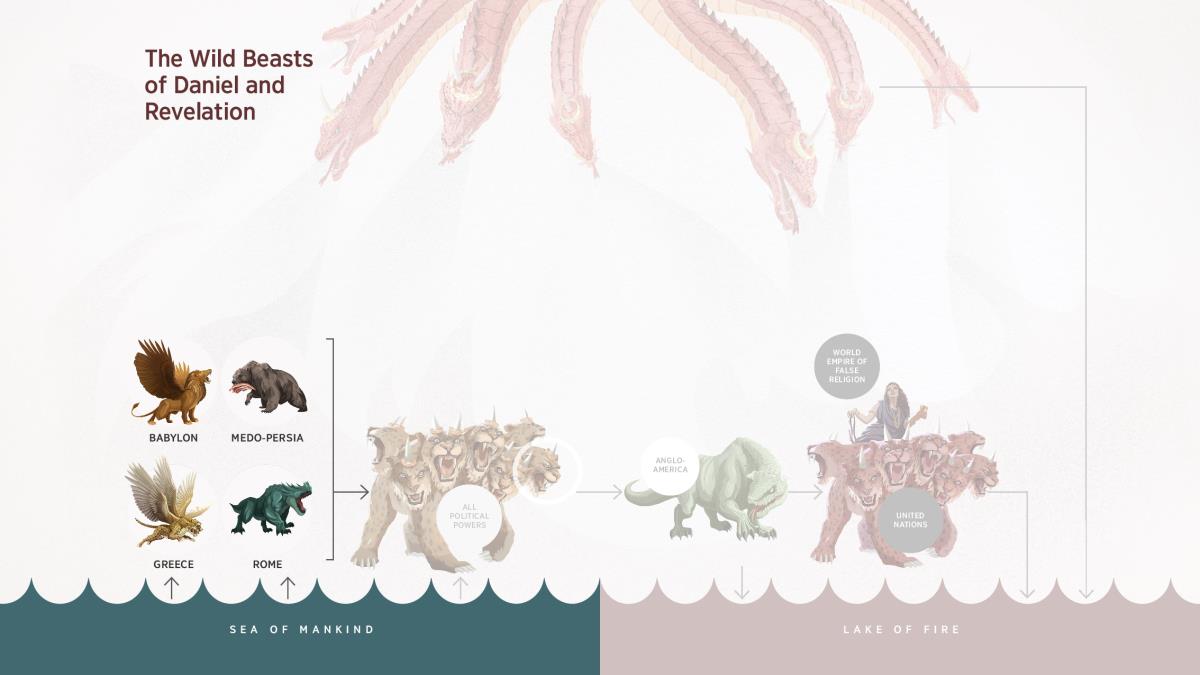 The Wild Beasts
of Daniel and
Revelation
WORLD
EMPIRE OF
FALSE
RELIGION
BABYLON
MEDO-PERSIA
ANGLO-
AMERICA
ALL
POLITICAL
POWERS
UNITED
NATIONS
GREECE
ROME
SEA OF MANKIND
LAKE OF FIRE